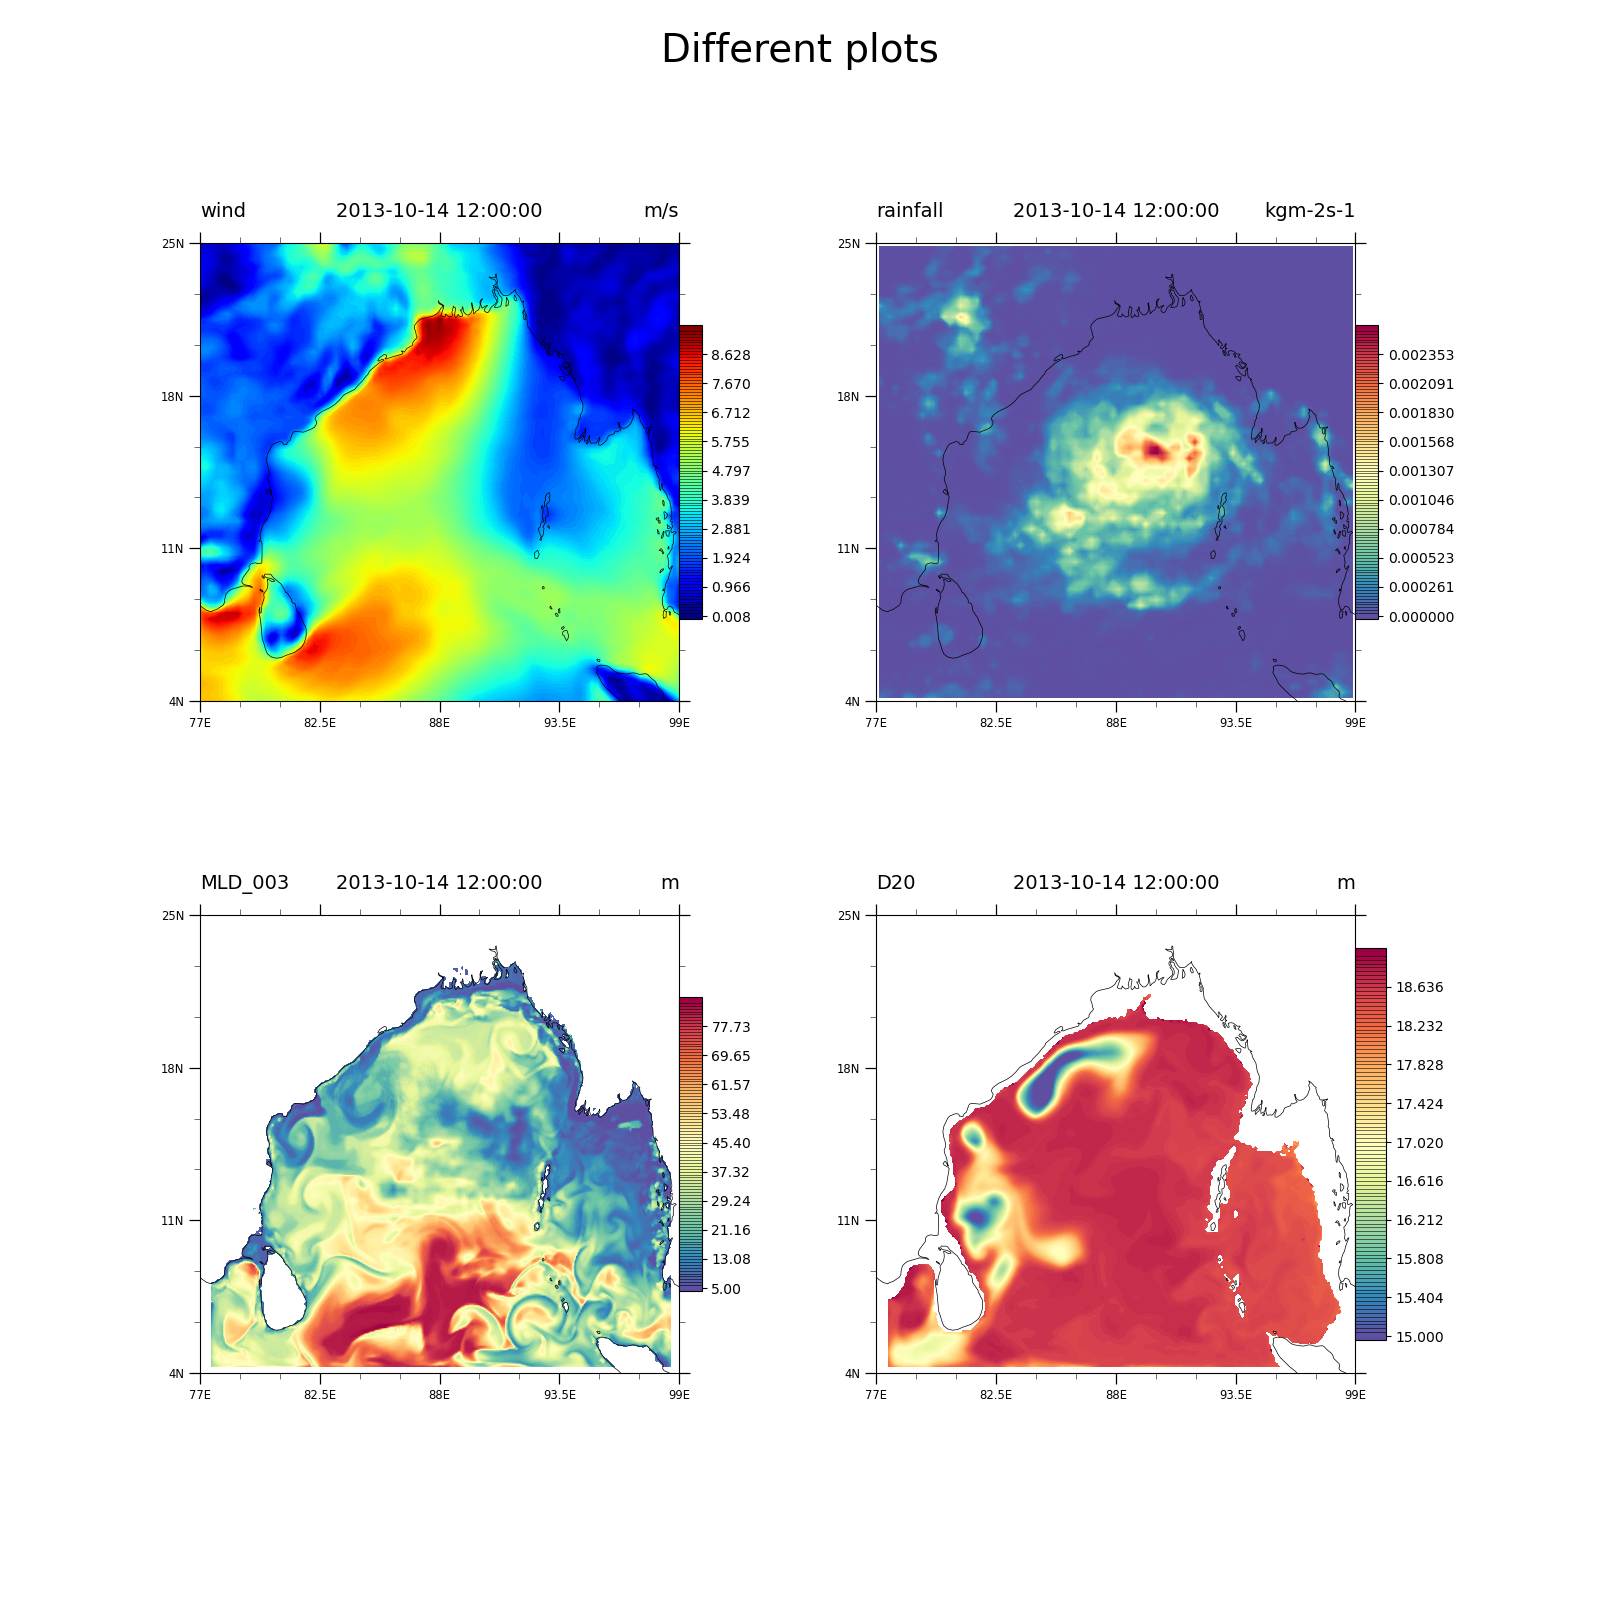 Different plots
wind 2013-10-14 12:00:00 m/s
25N
18N
11N
4N
77E 82.5E 88E 93.5E 99E
8.628
7.670
6.712
5.755
4.797
3.839
2.881
1.924
0.966
0.008
rainfall 2013-10-14 12:00:00 kgm-2s-1
25N
18N
11N
4N
77E 82.5E 88E 93.5E 99E
0.002353
0.002091
0.001830
0.001568
0.001307
0.001046
0.000784
0.000523
0.000261
0.000000
MLD_003 2013-10-14 12:00:00 m
25N
18N
11N
4N
77E 82.5E 88E 93.5E 99E
77.73
69.65
61.57
53.48
45.40
37.32
29.24
21.16
13.08
5.00
D20 2013-10-14 12:00:00 m
25N
18N
11N
4N
77E 82.5E 88E 93.5E 99E
18.636
18.232
17.828
17.424
17.020
16.616
16.212
15.808
15.404
15.000